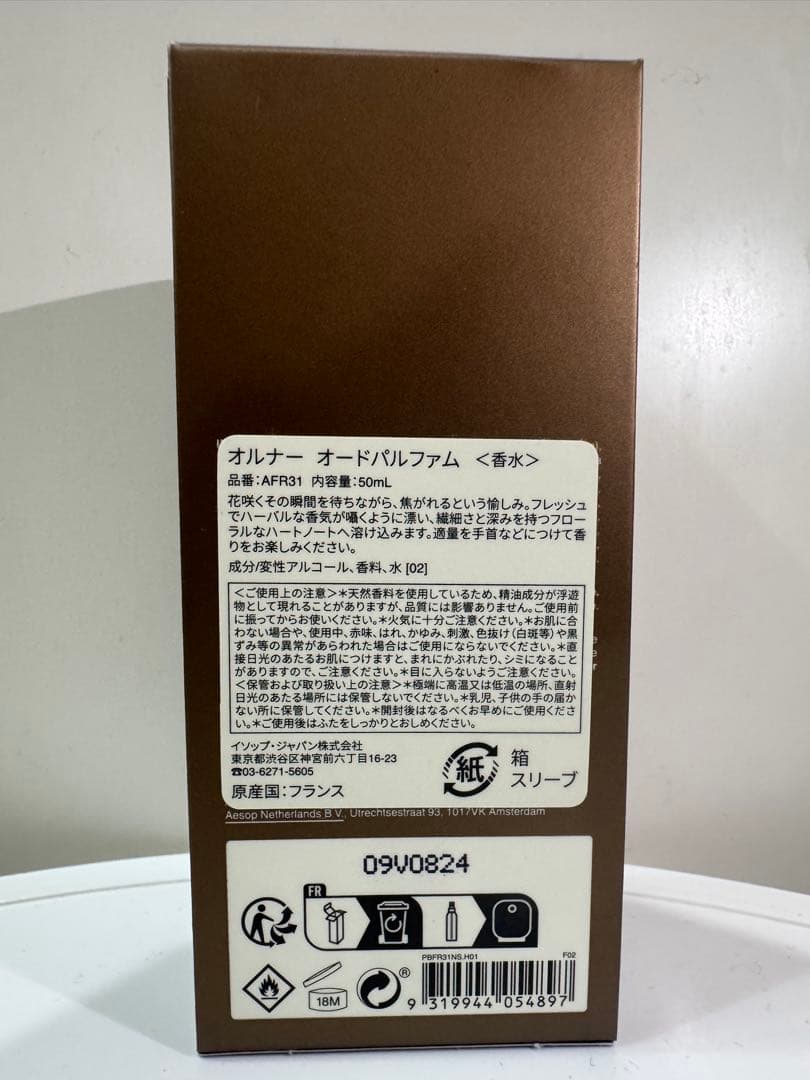 オルナー オードパルファム <香水>
品番:AFR31 内容量:50mL
花咲くその瞬間を待ちながら、焦がれるという愉しみ。フレッシュ
でハーバルな香気が囁くように漂い、繊細さと深みを持つフロー
ラルなハートノートへ溶け込みます。適量を手首などにつけて香
りをお楽しみください。
成分/変性アルコール、香料、水 [02]
<ご使用上の注意>＊天然香料を使用しているため、精油成分が浮遊
物として現れることがありますが、品質には影響ありません。ご使用前
に振ってからお使いください。＊火気に十分ご注意ください。＊お肌に合
わない場合や、使用中、赤味、はれ、かゆみ、刺激、色抜け(白斑等)や黒
ずみ等の異常があらわれた場合はご使用にならないでください。＊直
接日光のあたるお肌につけますと、まれにかぶれたり、シミになること
がありますので、ご注意ください。＊目に入らないようご注意ください。
<保管および取り扱い上の注意>＊極端に高温又は低温の場所、直射
日光のあたる場所には保管しないでください。＊乳児、子供の手の届か
ない所に保管してください。＊開封後はなるべくお早めにご使用くださ
い。＊ご使用後はふたをしっかりとおしめください。
イソップ・ジャパン株式会社
東京都渋谷区神宮前六丁目16-23
☎03-6271-5605
原産国:フランス
紙
箱
スリーブ
Aesop Netherlands B.V., Utrechtsestraat 93, 1017VK Amsterdam
09V0824
FR
PBFR31NS.H01 F02
18M
®
9 319944 054897